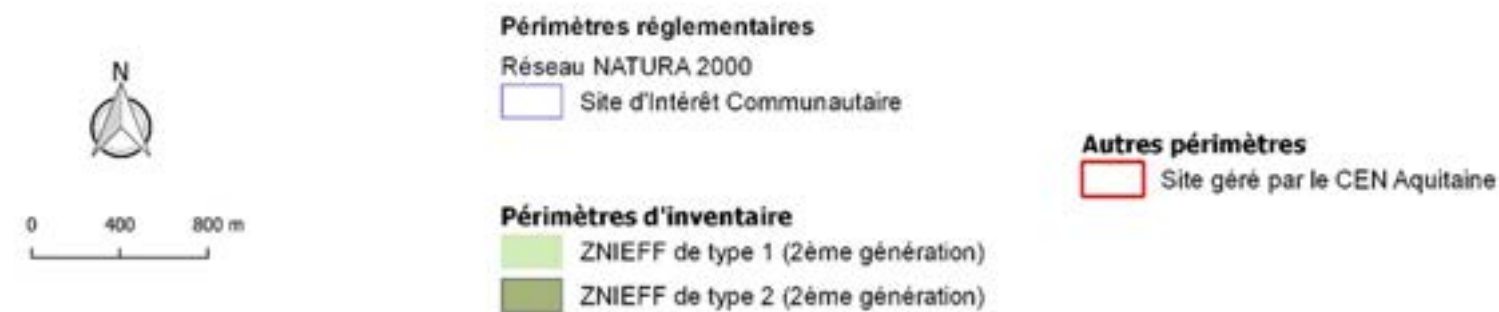 N
0 400 800 m
Périmètres réglementaires
Réseau NATURA 2000
Site d'Intérêt Communautaire
Périmètres d'inventaire
ZNIEFF de type 1 (2ème génération)
ZNIEFF de type 2 (2ème génération)
Autres périmètres
Site géré par le CEN Aquitaine